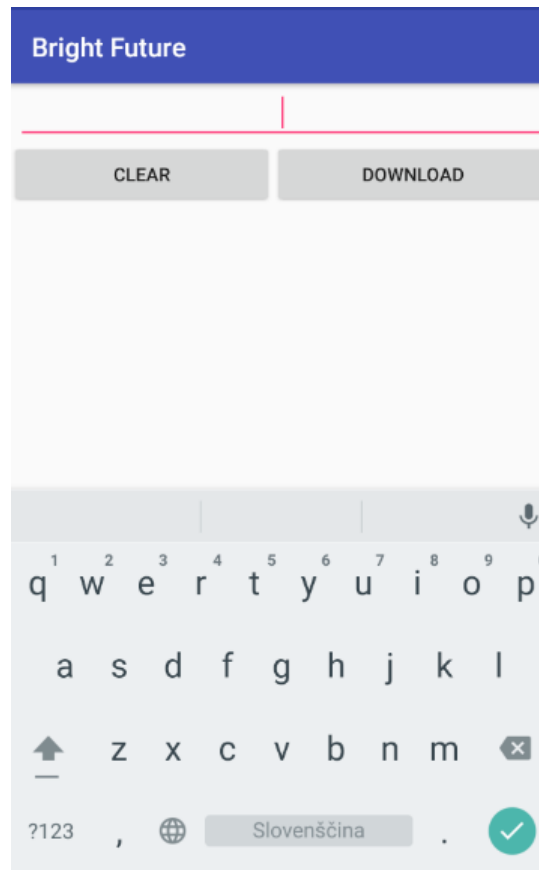 Bright Future
CLEAR DOWNLOAD
1 2 3 4 5 6 7 8 9
q w e r t y u i o p
a s d f g h j k l
z x c v b n m
?123 , Slovenščina .